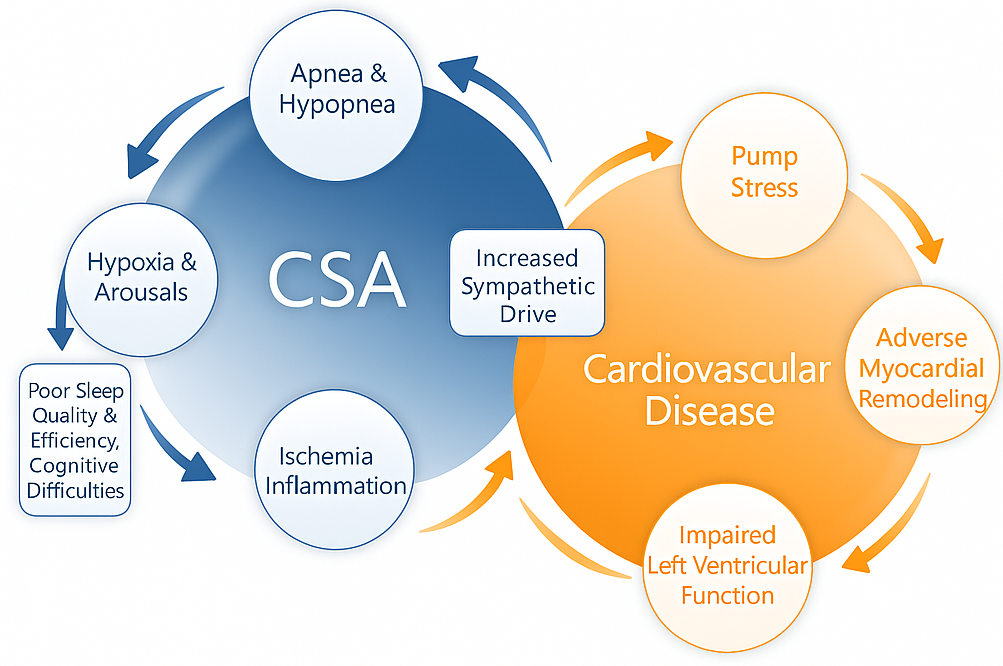 Apnea &
Hypopnea
Hypoxia &
Arousals
Poor Sleep
Quality &
Efficiency,
Cognitive
Difficulties
Ischemia
Inflammation
CSA
Increased
Sympathetic
Drive
Pump
Stress
Adverse
Myocardial
Remodeling
Impaired
Left Ventricular
Function
Cardiovascular
Disease